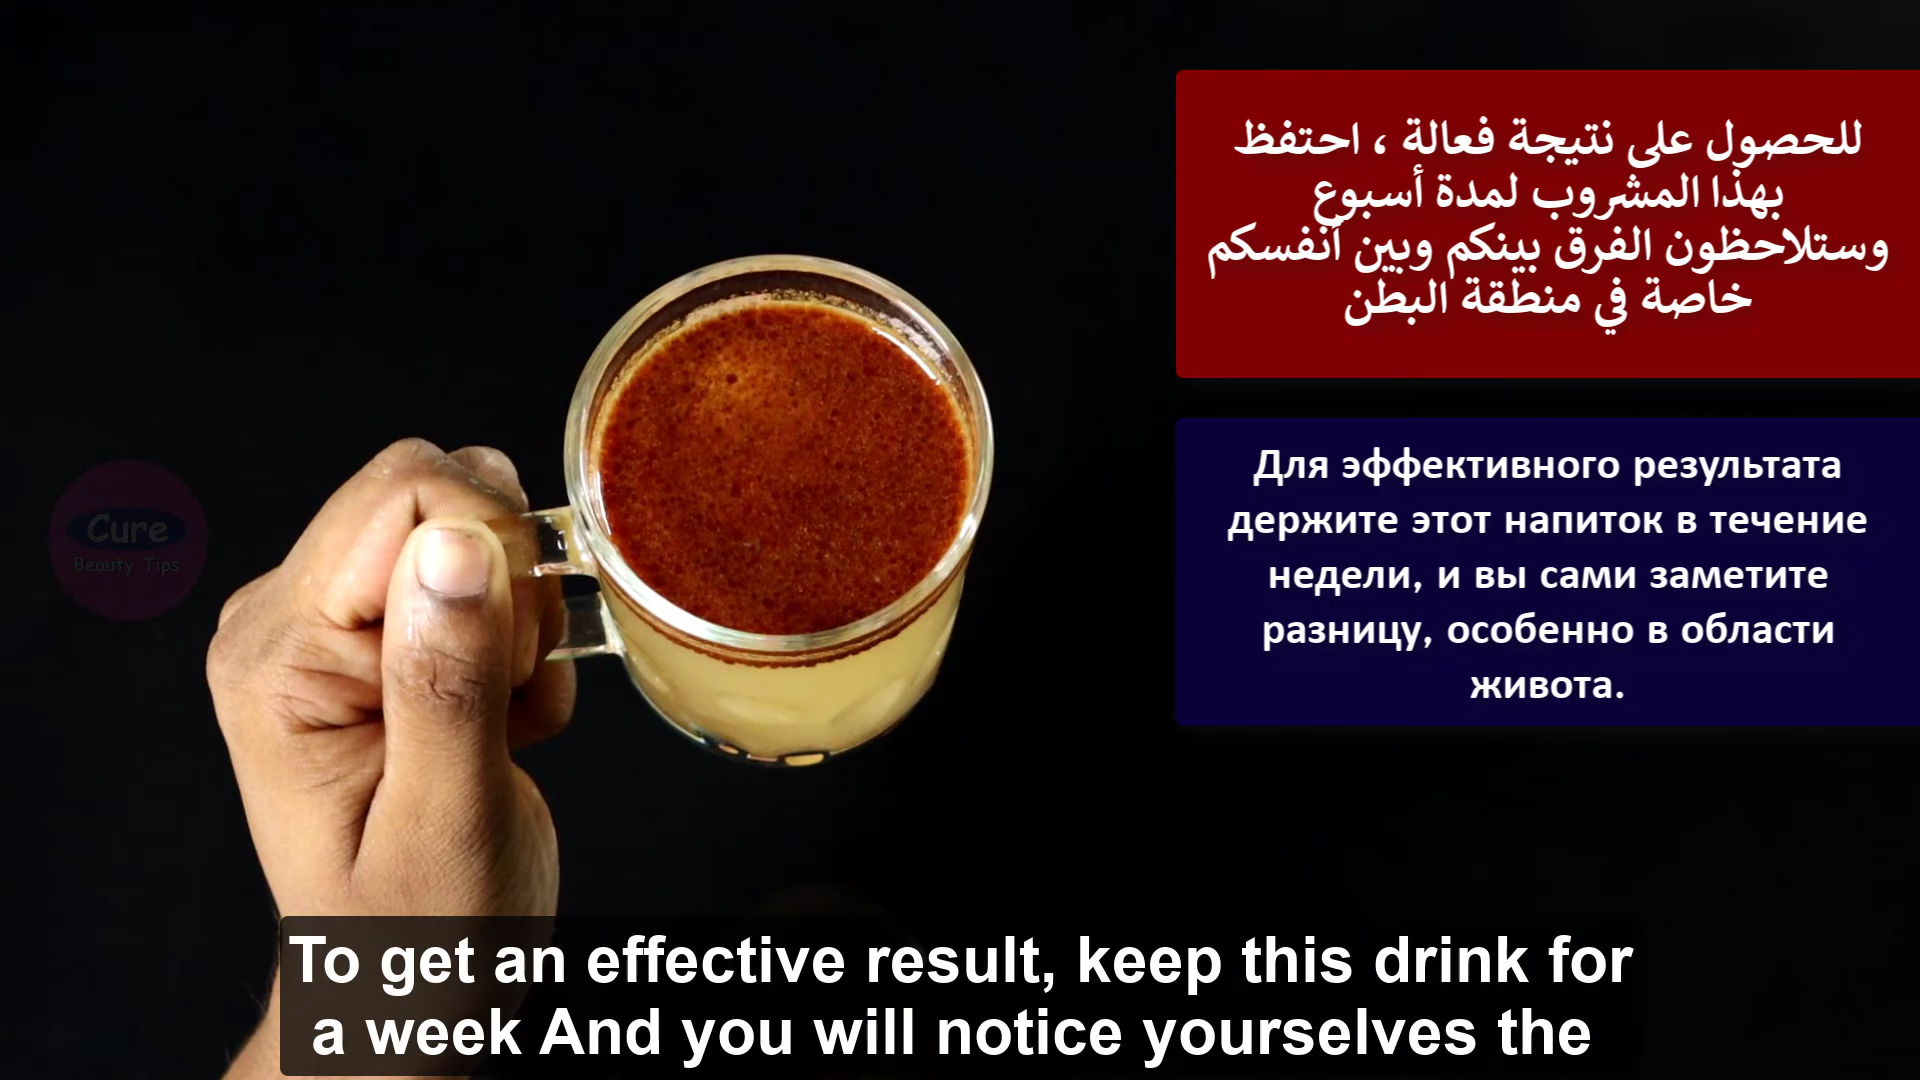 للحصول على نتيجة فعالة ، احتفظ
بهذا المشروب لمدة أسبوع
وستلاحظون الفرق بينكم وبين أنفسكم
خاصة في منطقة البطن
Для эффективного результата
держите этот напиток в течение
недели, и вы сами заметите
разницу, особенно в области
живота.
Cure
Beauty Tips
To get an effective result, keep this drink for
a week And you will notice yourselves the